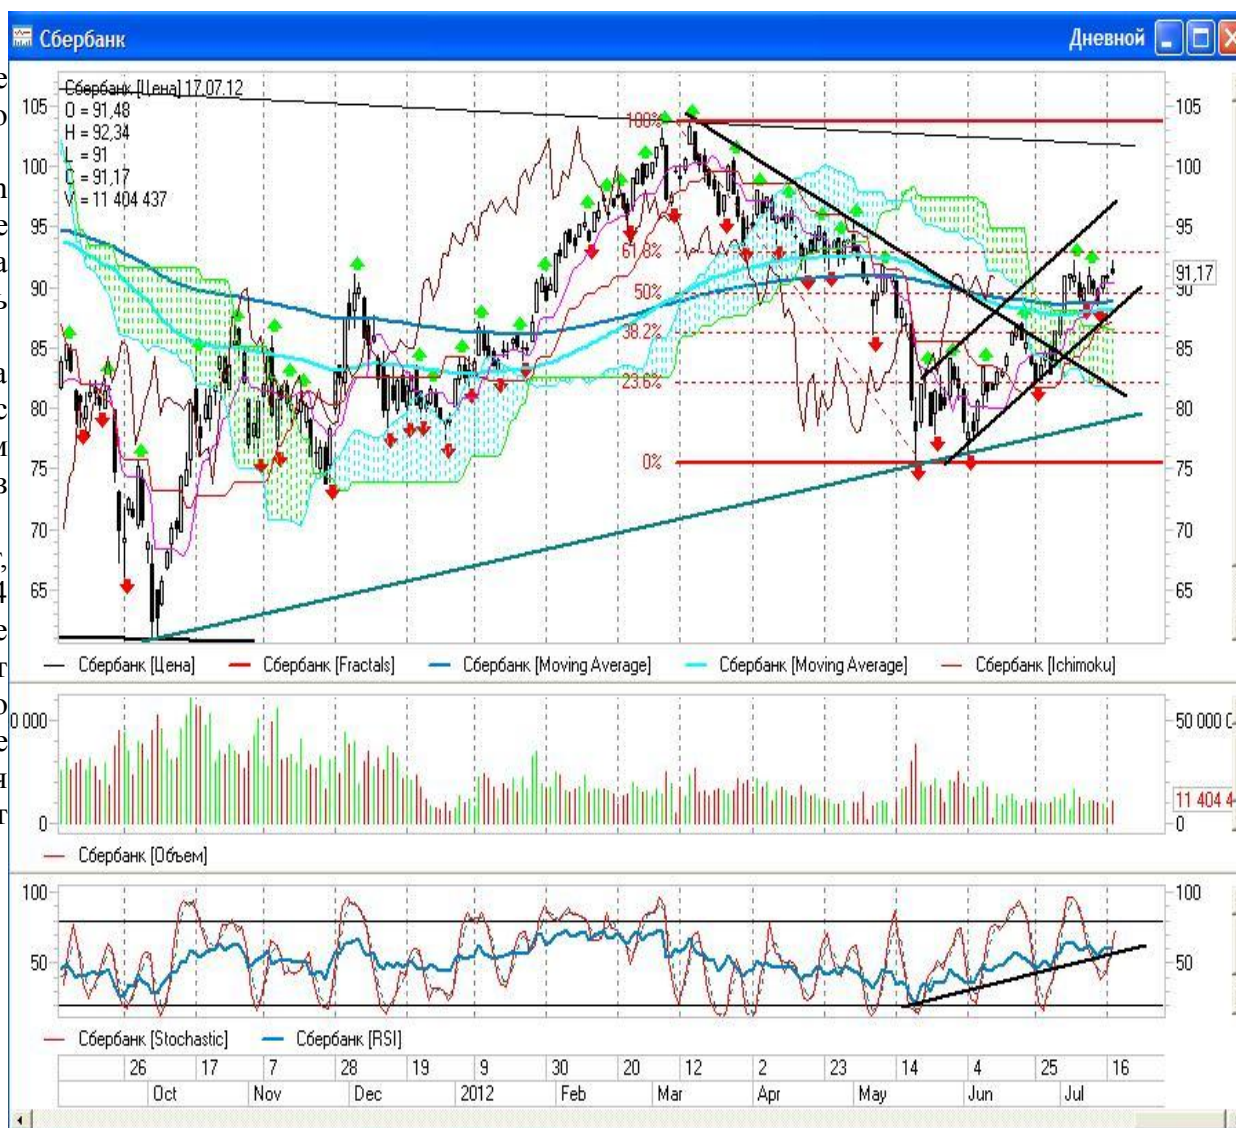 Сбербанк Дневной
Сбербанк [Цена] 17.07.12
O = 91,48
H = 92,34
L = 91
C = 91,17
V = 11 404 437
105
100
95
90
85
80
75
70
65
100%
61,8%
50%
38.2%
23.6%
0%
105
100
95
91,17
90
85
80
75
70
65
Сбербанк [Цена] Сбербанк [Fractals] Сбербанк [Moving Average] Сбербанк [Moving Average] Сбербанк [Ichimoku]
0 000 50 000 0
11 404 4
0 0
Сбербанк [Объем]
100 100
50 50
Сбербанк [Stochastic] Сбербанк [RSI]
26 17 7 28 19 9 30 20 12 2 23 14 4 25 16
Oct Nov Dec 2012 Feb Mar Apr May Jun Jul